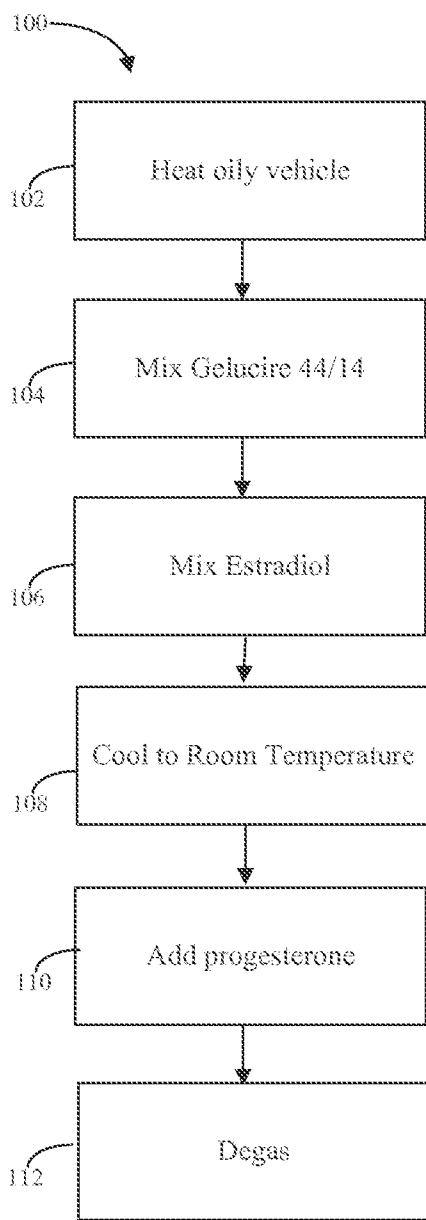 100
Heat oily vehicle
102
Mix Gelucire 44/14
104
Mix Estradiol
106
Cool to Room Temperature
108
Add progesterone
110
Degas
112